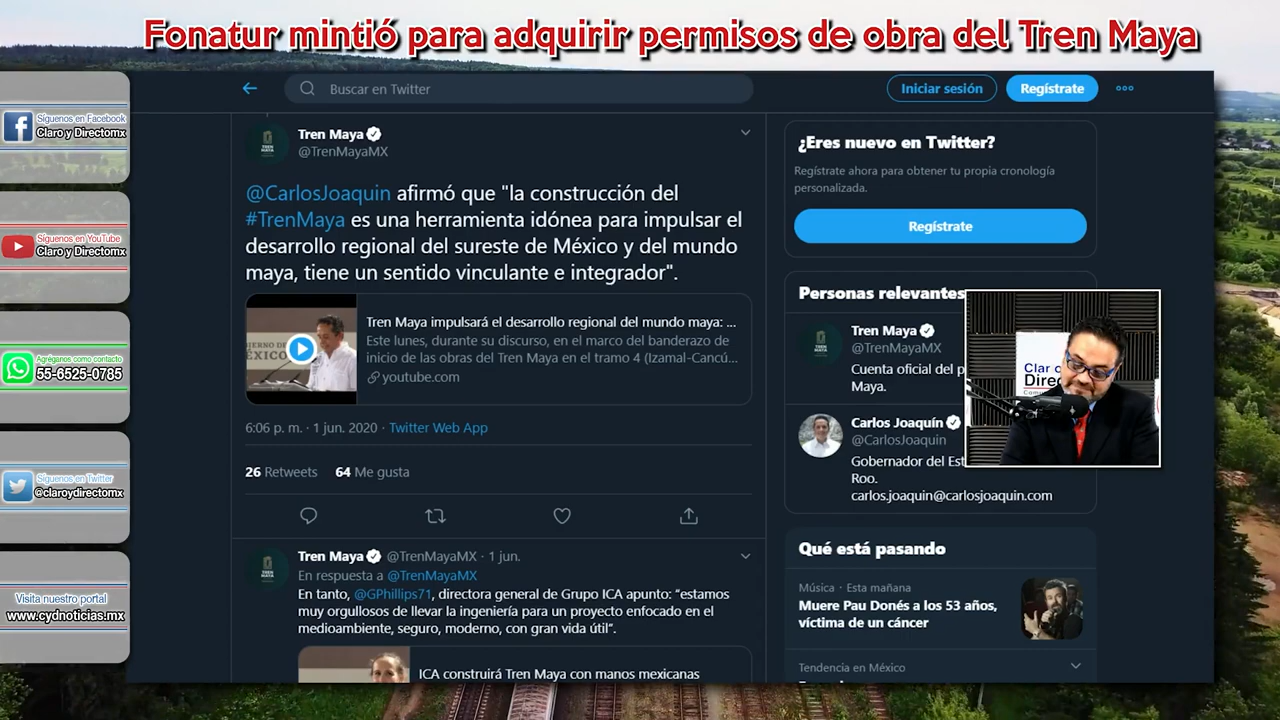 Fonatur mintió para adquirir permisos de obra del Tren Maya
Síguenos en Facebook
Claro y Directomx
Síguenos en YouTube
Claro y Directomx
Agréganos como contacto
55-6525-0785
Síguenos en Twitter
@claroydirectomx
Visita nuestro portal
www.cydnoticias.mx
Buscar en Twitter
Iniciar sesión
Regístrate
Tren Maya
@TrenMayaMX
@CarlosJoaquin afirmó que "la construcción del
#TrenMaya es una herramienta idónea para impulsar el
desarrollo regional del sureste de México y del mundo
maya, tiene un sentido vinculante e integrador".
MÉXICO
Tren Maya impulsará el desarrollo regional del mundo maya: ...
Este lunes, durante su discurso, en el marco del banderazo de
inicio de las obras del Tren Maya en el tramo 4 (Izamal-Cancú...
youtube.com
6:06 p. m. · 1 jun. 2020 · Twitter Web App
26 Retweets 64 Me gusta
Tren Maya @TrenMayaMX · 1 jun.
En respuesta a @TrenMayaMX
En tanto, @GPhillips71, directora general de Grupo ICA apunto: “estamos
muy orgullosos de llevar la ingeniería para un proyecto enfocado en el
medioambiente, seguro, moderno, con gran vida útil”.
ICA construirá Tren Maya con manos mexicanas
¿Eres nuevo en Twitter?
Regístrate ahora para obtener tu propia cronología
personalizada.
Regístrate
Personas relevantes
Tren Maya
@TrenMayaMX
Cuenta oficial del p
Maya.
Carlos Joaquín
@CarlosJoaquin
Gobernador del Est
Roo.
carlos.joaquin@carlosjoaquin.com
Clar
Direc
Qué está pasando
Música · Esta mañana
Muere Pau Donés a los 53 años,
víctima de un cáncer
Tendencia en México